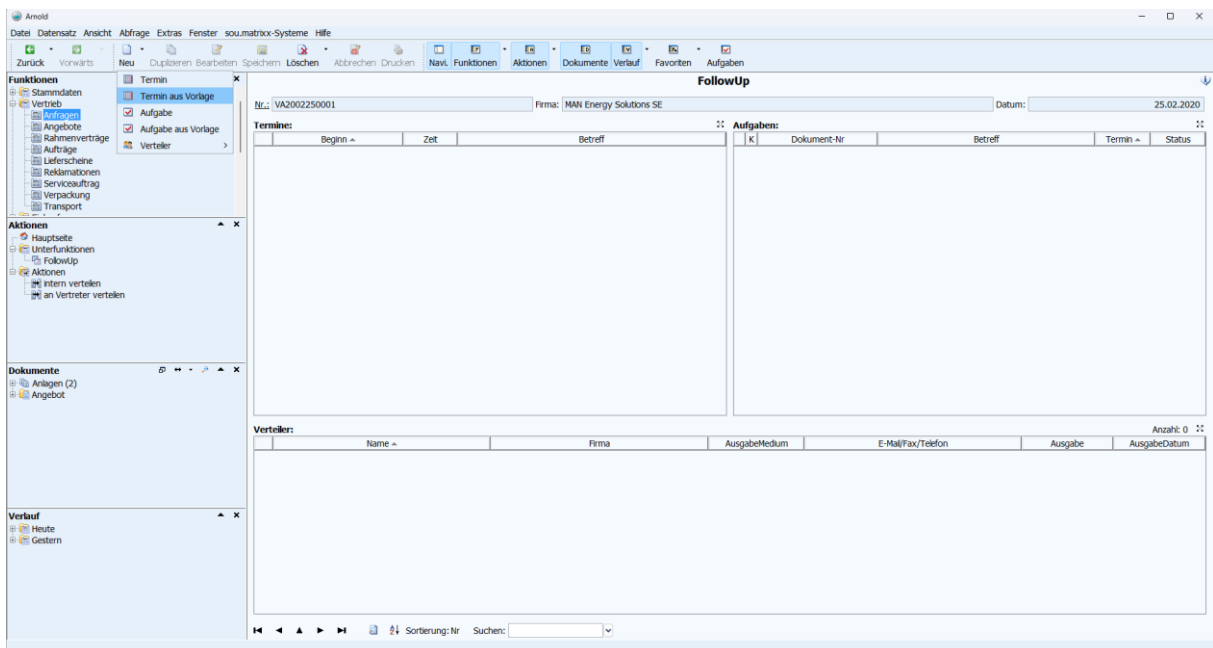 Arnold
Datei Datensatz Ansicht Abfrage Extras Fenster sou.matrixx-Systeme Hilfe
Zurück Vorwärts Neu Duplizieren Bearbeiten Speichern Löschen Abbrechen Drucken Navi. Funktionen Aktionen Dokumente Verlauf Favoriten Aufgaben
Funktionen
Stammdaten
Vertrieb
Anfragen
Angebote
Rahmenverträge
Aufträge
Lieferscheine
Reklamationen
Serviceauftrag
Verpackung
Transport
Termin
Termin aus Vorlage
Aufgabe
Aufgabe aus Vorlage
Verteiler
FollowUp
Nr.: VA2002250001 Firma: MAN Energy Solutions SE Datum: 25.02.2020
Termine:
Beginn Zeit Betreff
Aufgaben:
K Dokument-Nr Betreff Termin Status
Aktionen
Hauptseite
Unterfunktionen
FollowUp
Aktionen
intern verteilen
an Vertreter verteilen
Dokumente
Anlagen (2)
Angebot
Verteiler: Anzahl: 0
Name Firma AusgabeMedium E-Mail/Fax/Telefon Ausgabe AusgabeDatum
Verlauf
Heute
Gestern
Sortierung: Nr Suchen: